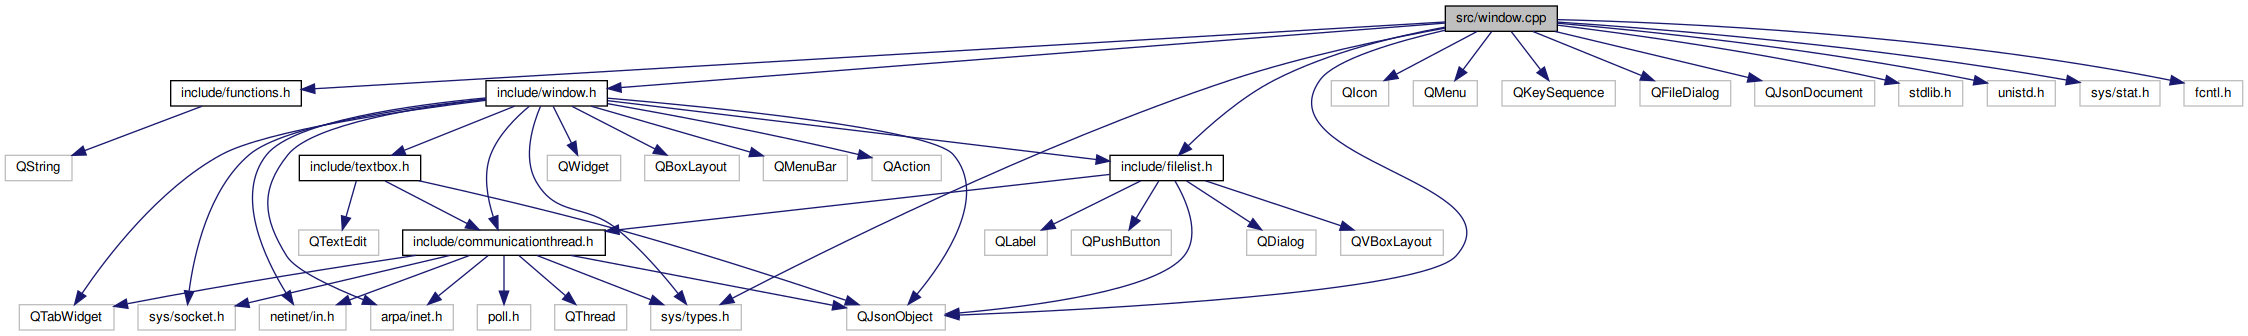 src/window.cpp
include/functions.h
include/window.h
QIcon
QMenu
QKeySequence
QFileDialog
QJsonDocument
stdlib.h
unistd.h
sys/stat.h
fcntl.h
QString
include/textbox.h
QWidget
QBoxLayout
QMenuBar
QAction
include/filelist.h
QTextEdit
include/communicationthread.h
QLabel
QPushButton
QDialog
QVBoxLayout
QTabWidget
sys/socket.h
netinet/in.h
arpa/inet.h
poll.h
QThread
sys/types.h
QJsonObject